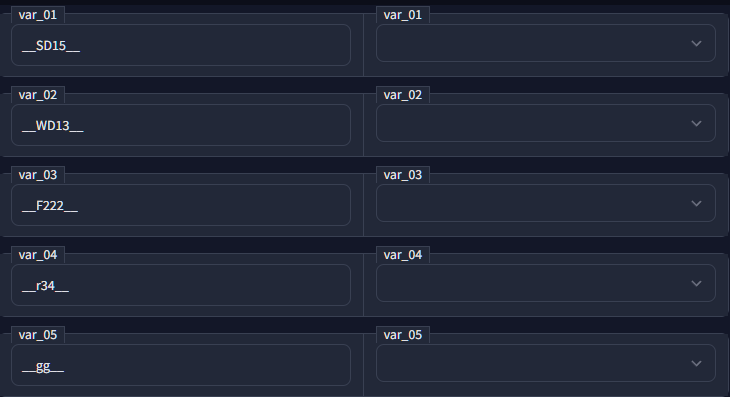 var_01 var_01
__SD15__
var_02 var_02
__WD13__
var_03 var_03
__F222__
var_04 var_04
__r34__
var_05 var_05
__gg__